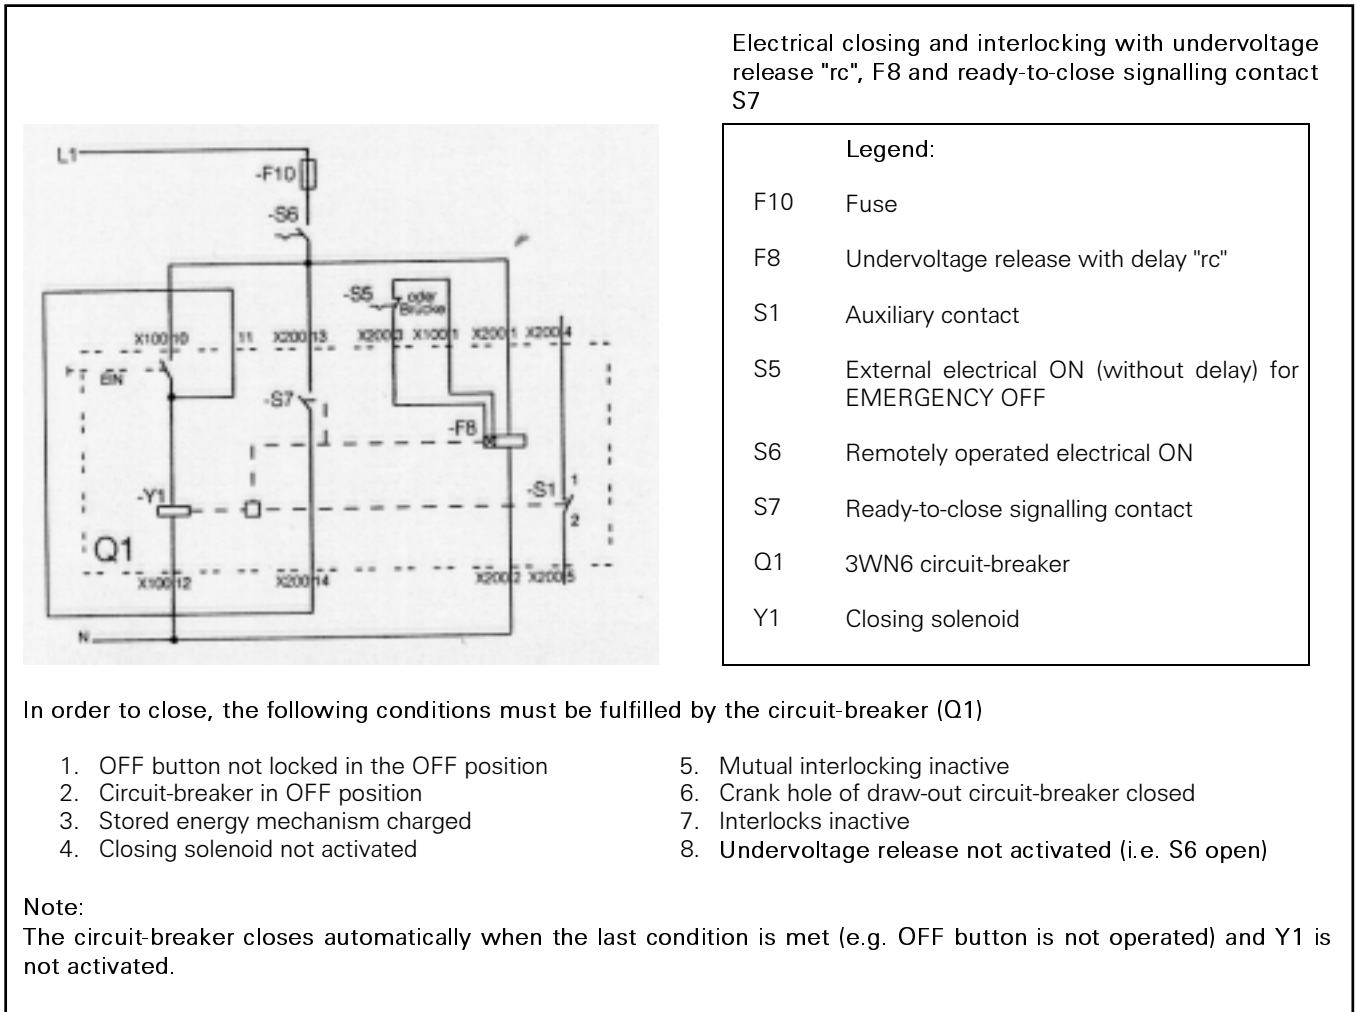 Electrical closing and interlocking with undervoltage
release "rc", F8 and ready-to-close signalling contact
S7
L1
-F10
-S6
-S5
oder
Brücke
X100 10
11
X200 13
X200 3
X100 1
X200 1
X200 4
EIN
-S7
-F8
-Y1
-S1
1
2
Q1
X100 12
X200 14
X200 2
X200 5
N
Legend:
F10 Fuse
F8 Undervoltage release with delay "rc"
S1 Auxiliary contact
S5 External electrical ON (without delay) for
EMERGENCY OFF
S6 Remotely operated electrical ON
S7 Ready-to-close signalling contact
Q1 3WN6 circuit-breaker
Y1 Closing solenoid
In order to close, the following conditions must be fulfilled by the circuit-breaker (Q1)
1. OFF button not locked in the OFF position
2. Circuit-breaker in OFF position
3. Stored energy mechanism charged
4. Closing solenoid not activated
5. Mutual interlocking inactive
6. Crank hole of draw-out circuit-breaker closed
7. Interlocks inactive
8. Undervoltage release not activated (i.e. S6 open)
Note:
The circuit-breaker closes automatically when the last condition is met (e.g. OFF button is not operated) and Y1 is
not activated.